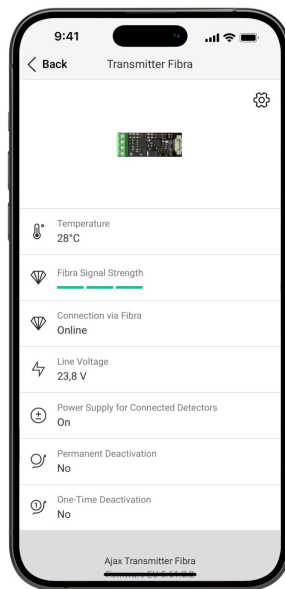 9:41
Back Transmitter Fibra
Temperature
28°C
Fibra Signal Strength
Connection via Fibra
Online
Line Voltage
23,8 V
Power Supply for Connected Detectors
On
Permanent Deactivation
No
One-Time Deactivation
No
Ajax Transmitter Fibra